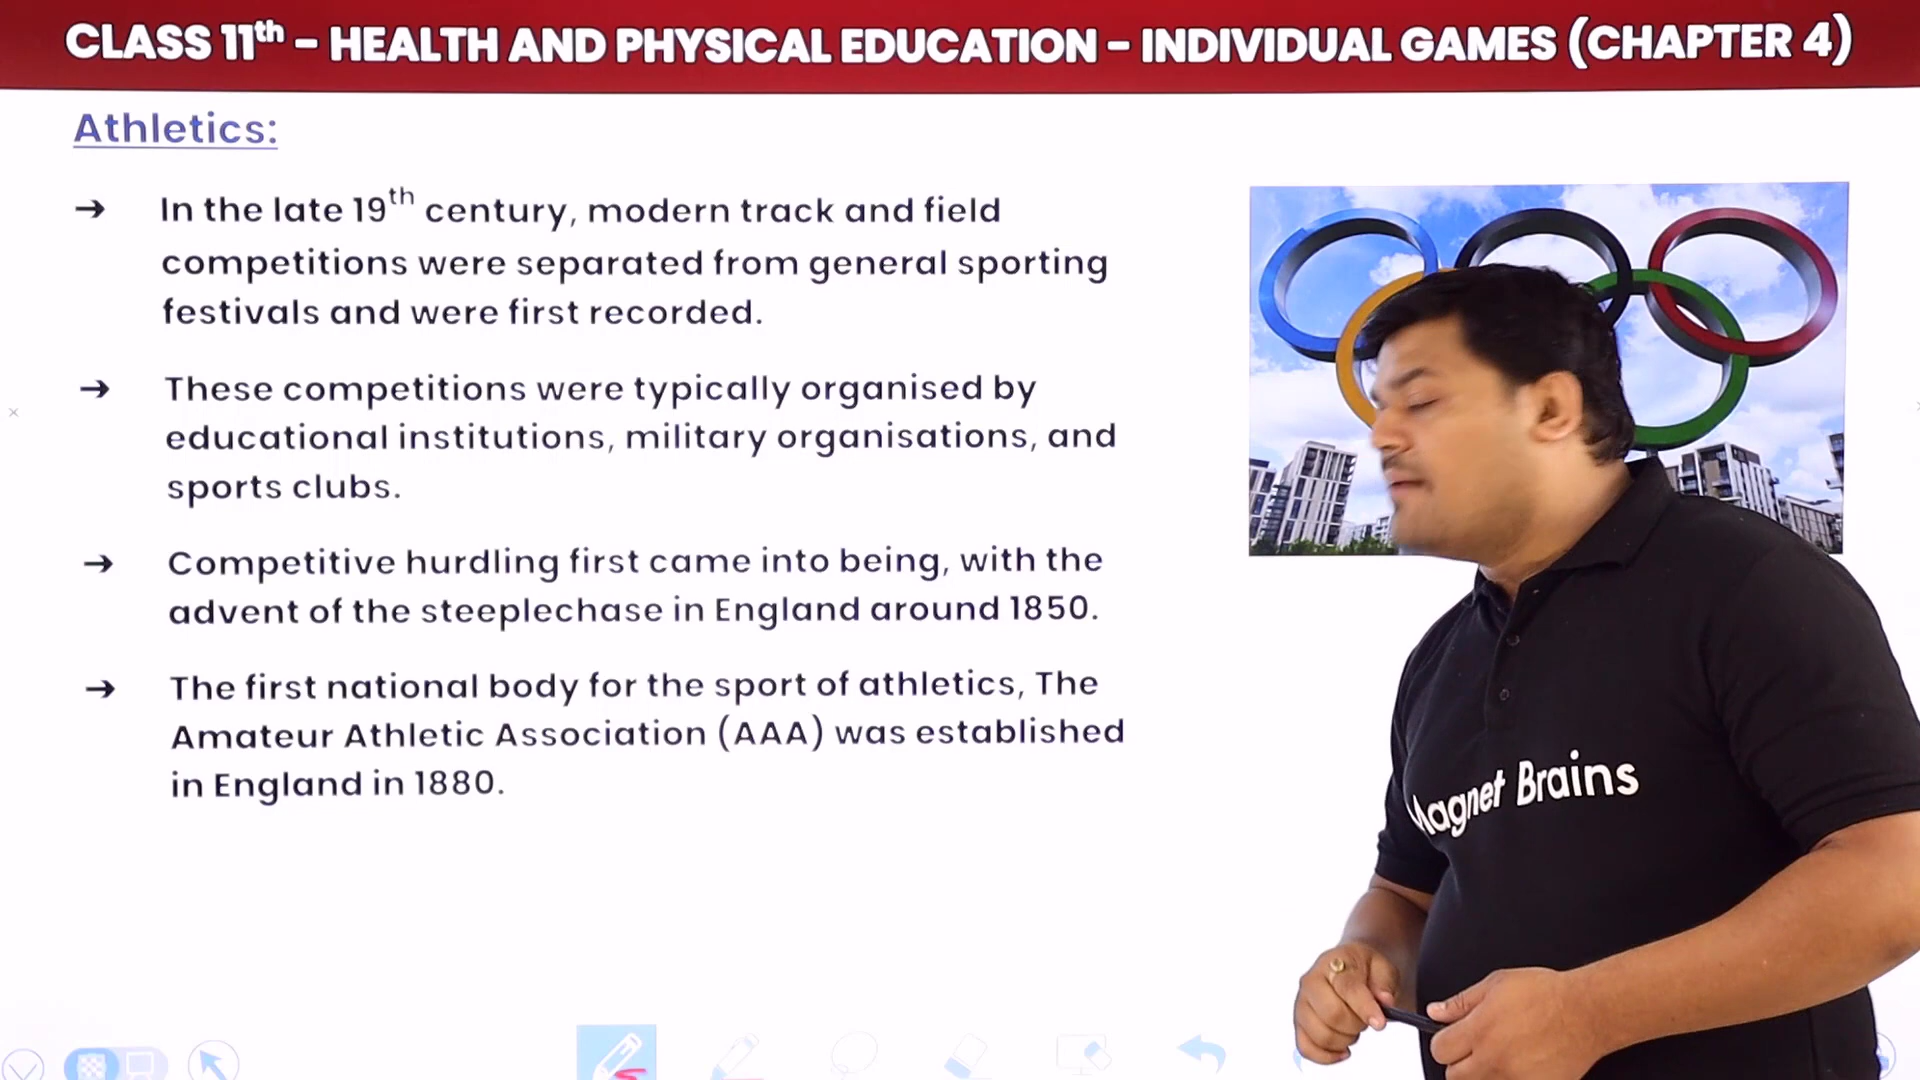 CLASS 11th – HEALTH AND PHYSICAL EDUCATION – INDIVIDUAL GAMES (CHAPTER 4)
Athletics:
→ In the late 19th century, modern track and field
competitions were separated from general sporting
festivals and were first recorded.
→ These competitions were typically organised by
educational institutions, military organisations, and
sports clubs.
→ Competitive hurdling first came into being, with the
advent of the steeplechase in England around 1850.
→ The first national body for the sport of athletics, The
Amateur Athletic Association (AAA) was established
in England in 1880.
Magnet Brains